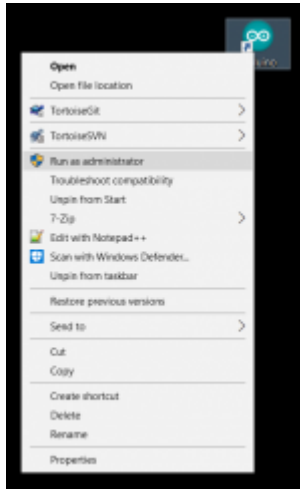 Open
Open file location
TortoiseGit
TortoiseSVN
Run as administrator
Troubleshoot compatibility
Unpin from Start
7-Zip
Edit with Notepad++
Scan with Windows Defender...
Unpin from taskbar
Restore previous versions
Send to
Cut
Copy
Create shortcut
Delete
Rename
Properties